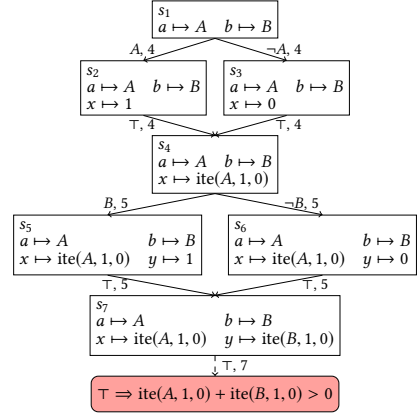 s₁
a ↦ A b ↦ B
A, 4 ¬A, 4
s₂
a ↦ A b ↦ B
x ↦ 1
s₃
a ↦ A b ↦ B
x ↦ 0
⊤, 4 ⊤, 4
s₄
a ↦ A b ↦ B
x ↦ ite(A, 1, 0)
B, 5 ¬B, 5
s₅
a ↦ A b ↦ B
x ↦ ite(A, 1, 0) y ↦ 1
s₆
a ↦ A b ↦ B
x ↦ ite(A, 1, 0) y ↦ 0
⊤, 5 ⊤, 5
s₇
a ↦ A b ↦ B
x ↦ ite(A, 1, 0) y ↦ ite(B, 1, 0)
⊤, 7
⊤ ⇒ ite(A, 1, 0) + ite(B, 1, 0) > 0